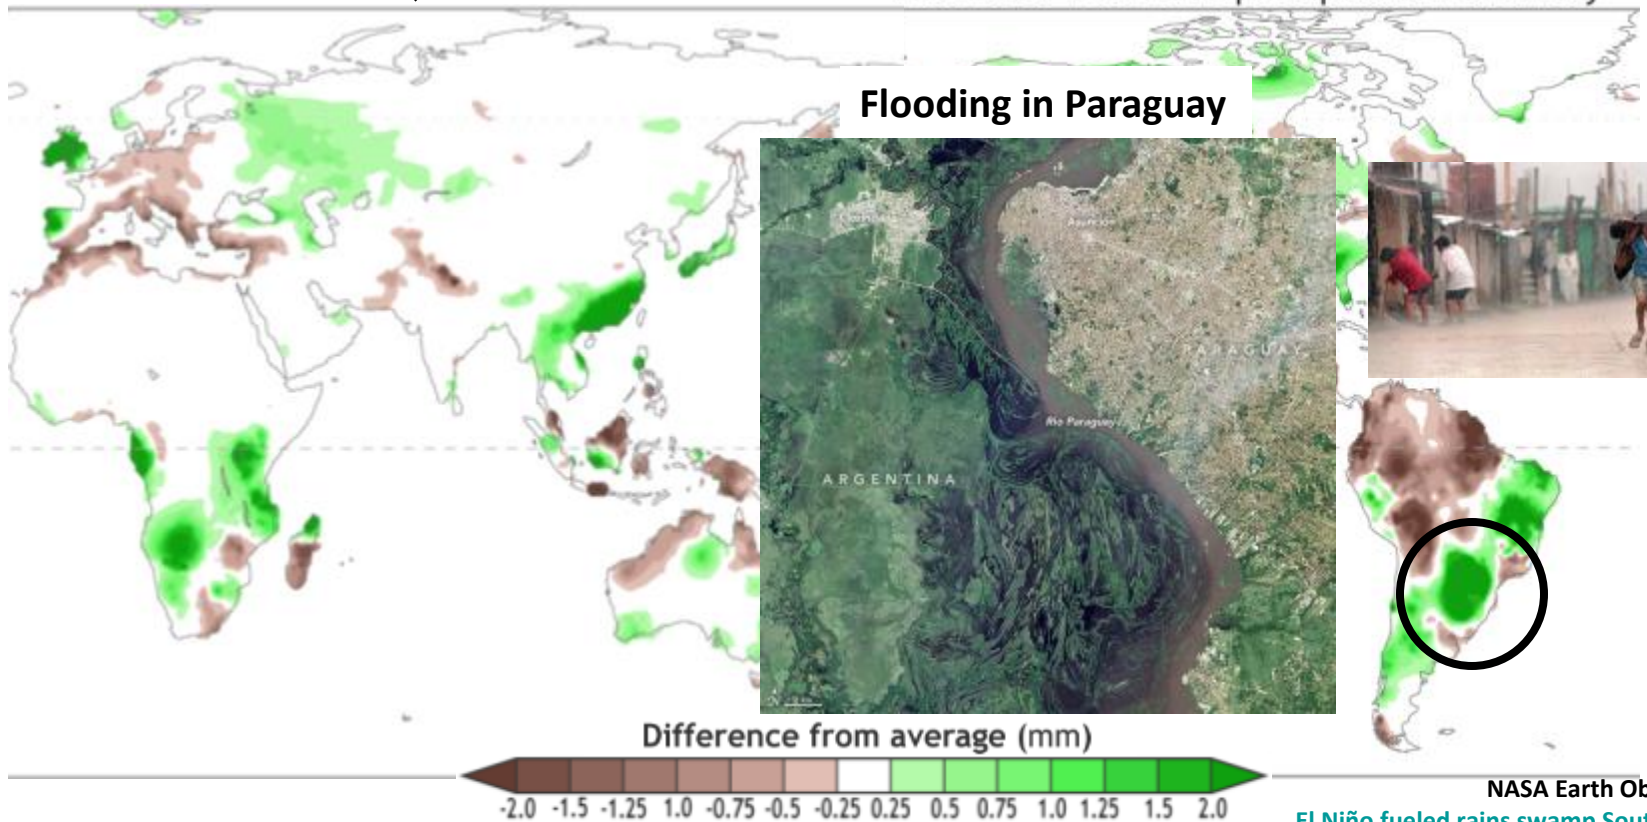 Flooding in Paraguay
Asunción
PARAGUAY
Río Paraguay
ARGENTINA
Difference from average (mm)
-2.0 -1.5 -1.25 1.0 -0.75 -0.5 -0.25 0.25 0.5 0.75 1.0 1.25 1.5 2.0
NASA Earth Ob
El Niño fueled rains swamp Sout